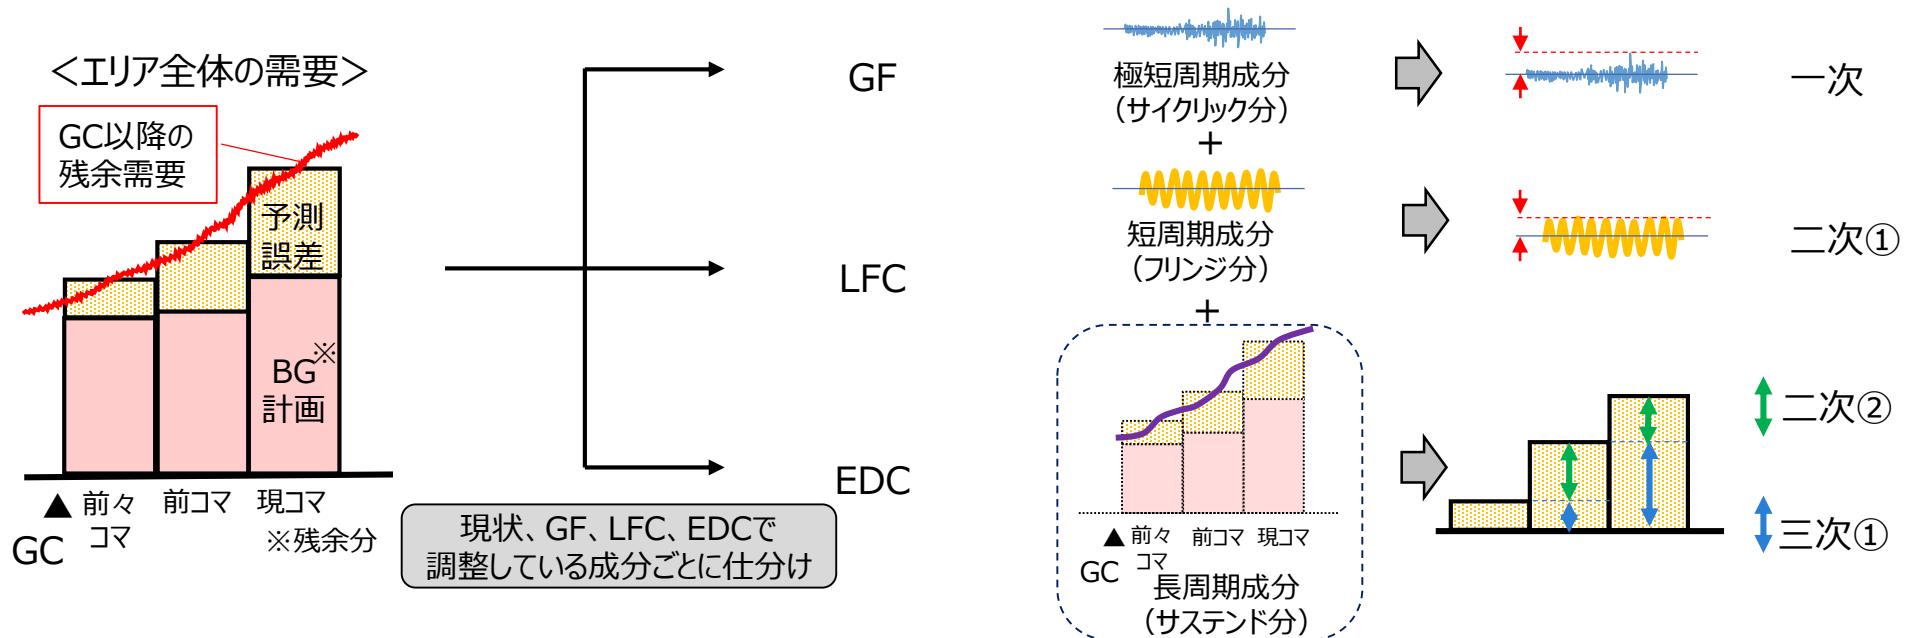 ＜エリア全体の需要＞
GC以降の
残余需要
予測
誤差
BG※
計画
▲
GC
前々
コマ
前コマ
現コマ
※残余分
GF
LFC
EDC
現状、GF、LFC、EDCで
調整している成分ごとに仕分け
極短周期成分
（サイクリック分）
＋
短周期成分
（フリンジ分）
＋
▲
GC
前々
コマ
前コマ
現コマ
長周期成分
（サステンド分）
一次
二次①
二次②
三次①